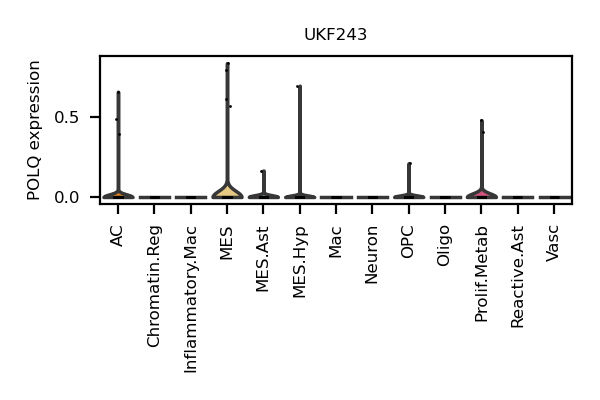 UKF243
POLQ expression
0.5
0.0
AC
Chromatin.Reg
Inflammatory.Mac
MES
MES.Ast
MES.Hyp
Mac
Neuron
OPC
Oligo
Prolif.Metab
Reactive.Ast
Vasc